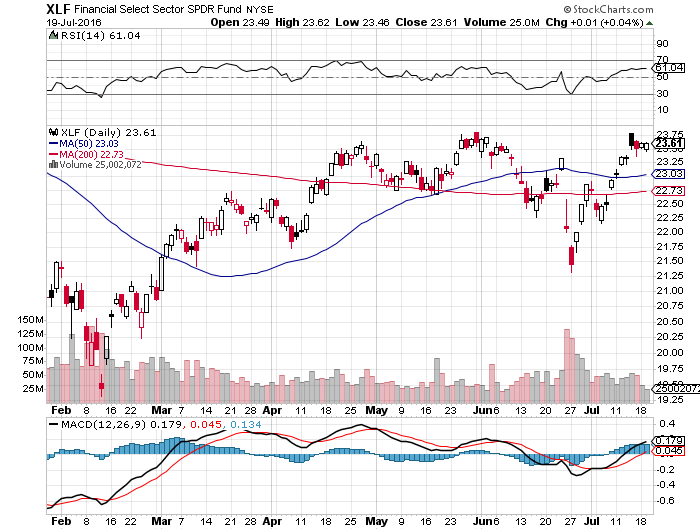 XLF Financial Select Sector SPDR Fund NYSE © StockCharts.com
19-Jul-2016 Open 23.49 High 23.62 Low 23.46 Close 23.61 Volume 25.0M Chg +0.01 (+0.04%)
RSI(14) 61.04
90
70
61.04
50
30
10
XLF (Daily) 23.61
MA(50) 23.03
MA(200) 22.73
Volume 25,002,072
23.75
23.61
23.50
23.25
23.03
22.73
22.50
22.25
22.00
21.75
21.50
21.25
21.00
20.75
20.50
20.25
20.00
19.75
19.50
19.25
150M
125M
100M
75M
50M
25M
25002072
Feb 8 16 22 Mar 7 14 21 Apr 11 18 25 May 9 16 23 Jun 6 13 20 27 Jul 11 18
MACD(12,26,9) 0.179, 0.045, 0.134
0.4
0.179
0.045
-0.2
-0.4
-0.6
Feb 8 16 22 Mar 7 14 21 Apr 11 18 25 May 9 16 23 Jun 6 13 20 27 Jul 11 18